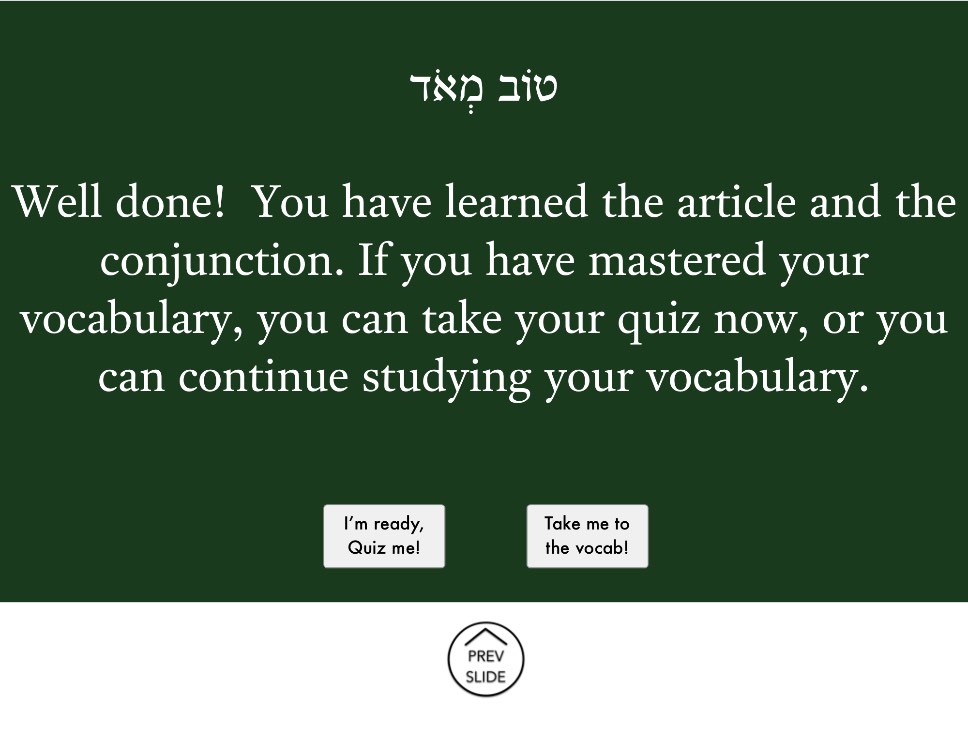 טוֹב מְאֹד
Well done!  You have learned the article and the
conjunction. If you have mastered your
vocabulary, you can take your quiz now, or you
can continue studying your vocabulary.
I’m ready,
Quiz me!
Take me to
the vocab!
PREV
SLIDE